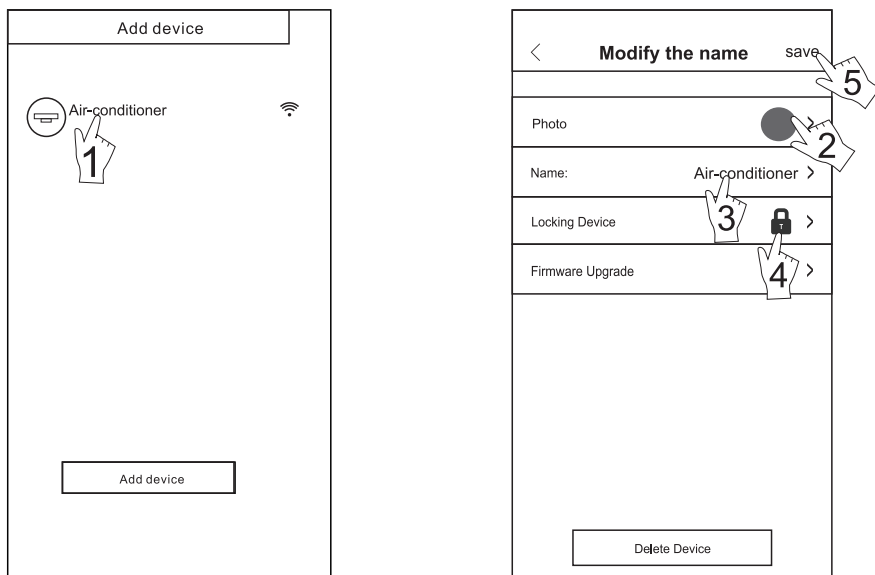 Add device
Air-conditioner
1
Add device
Modify the name save
5
Photo
2
Name: Air-conditioner
3
Locking Device
4
Firmware Upgrade
Delete Device